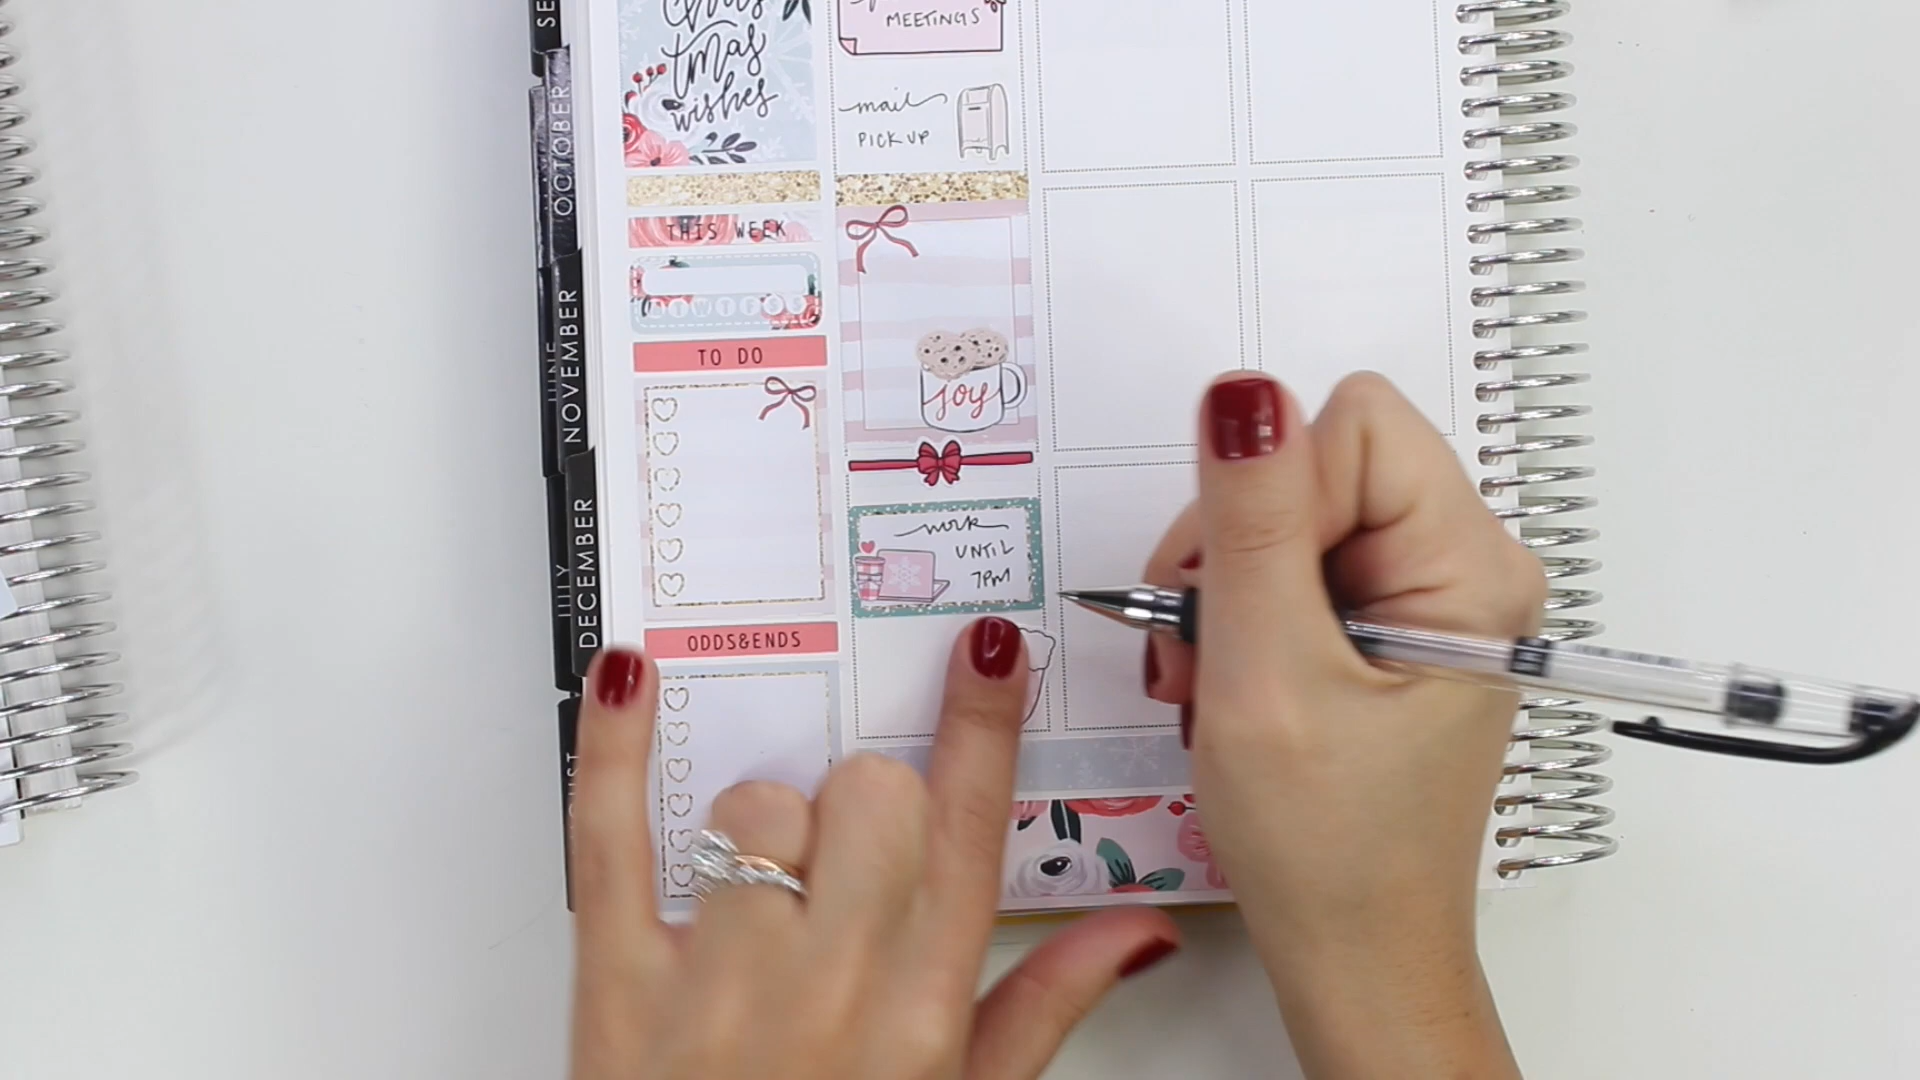 tmas
wishes
THIS WEEK
M T W T F S S
TO DO
ODDS&ENDS
MEETINGS
mail
PICK UP
joy
work
UNTIL
7PM
SE
OCTOBER
NOVEMBER
JUNE
DECEMBER
JULY